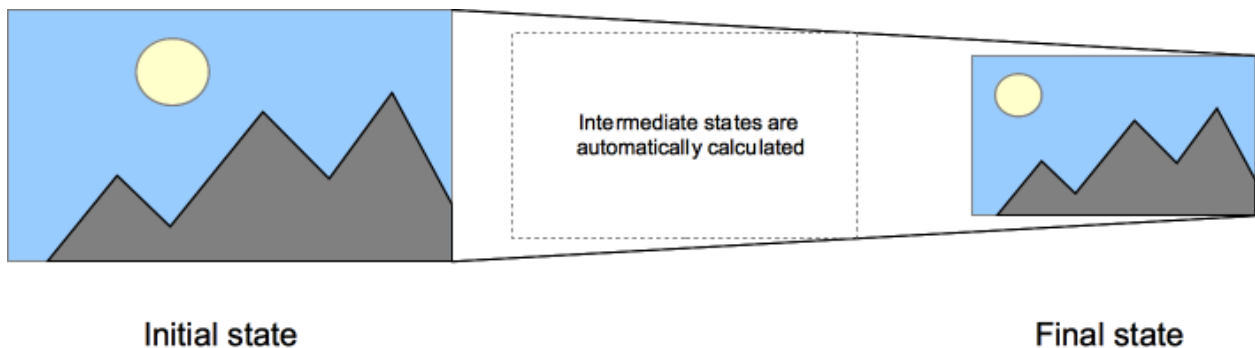 Intermediate states are
automatically calculated
Initial state
Final state